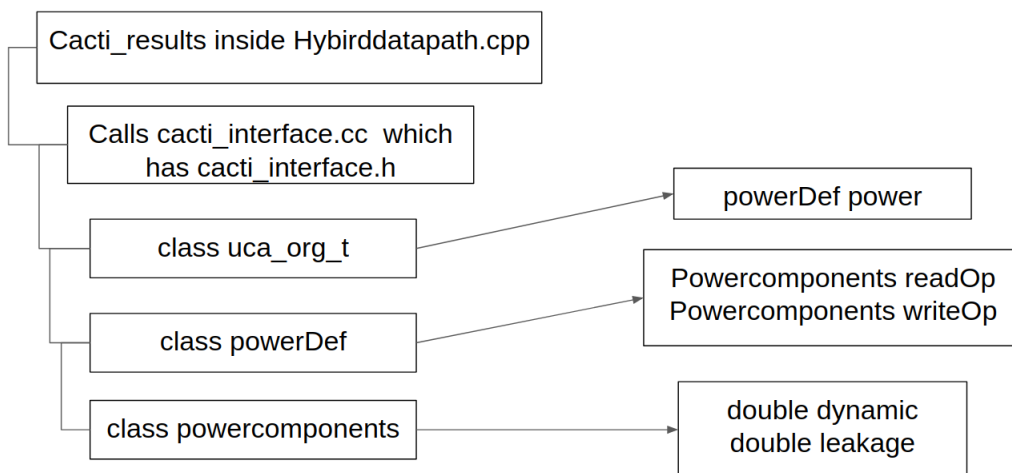 Cacti_results inside Hybirddatapath.cpp
Calls cacti_interface.cc which
has cacti_interface.h
class uca_org_t
powerDef power
class powerDef
Powercomponents readOp
Powercomponents writeOp
class powercomponents
double dynamic
double leakage